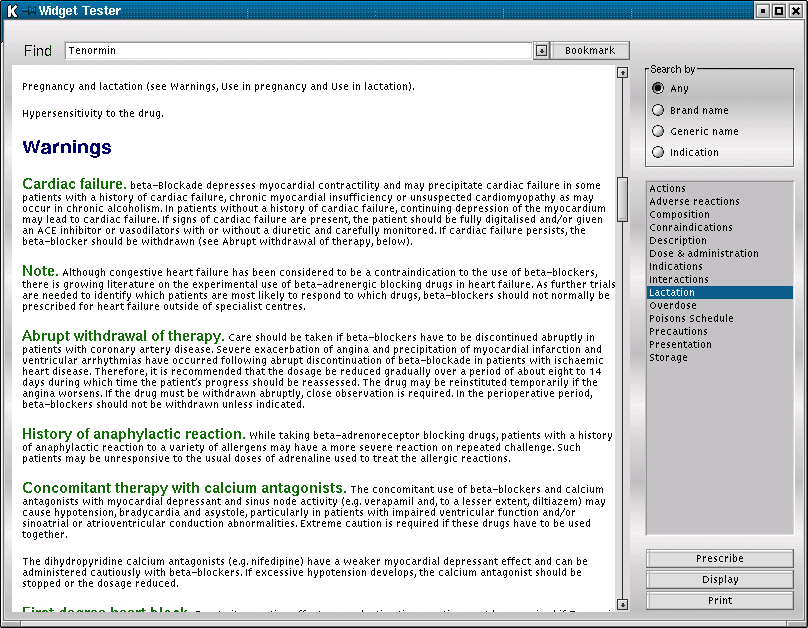 Widget Tester
Find
Tenormin
Bookmark
Pregnancy and lactation (see Warnings, Use in pregnancy and Use in lactation).
Hypersensitivity to the drug.
Warnings
Cardiac failure. beta-Blockade depresses myocardial contractility and may precipitate cardiac failure in some
patients with a history of cardiac failure, chronic myocardial insufficiency or unsuspected cardiomyopathy as may
occur in chronic alcoholism. In patients without a history of cardiac failure, continuing depression of the myocardium
may lead to cardiac failure. If signs of cardiac failure are present, the patient should be fully digitalised and/or given
an ACE inhibitor or vasodilators with or without a diuretic and carefully monitored. If cardiac failure persists, the
beta-blocker should be withdrawn (see Abrupt withdrawal of therapy, below).
Note. Although congestive heart failure has been considered to be a contraindication to the use of beta-blockers,
there is growing literature on the experimental use of beta-adrenergic blocking drugs in heart failure. As further trials
are needed to identify which patients are most likely to respond to which drugs, beta-blockers should not normally be
prescribed for heart failure outside of specialist centres.
Abrupt withdrawal of therapy. Care should be taken if beta-blockers have to be discontinued abruptly in
patients with coronary artery disease. Severe exacerbation of angina and precipitation of myocardial infarction and
ventricular arrhythmias have occurred following abrupt discontinuation of beta-blockade in patients with ischaemic
heart disease. Therefore, it is recommended that the dosage be reduced gradually over a period of about eight to 14
days during which time the patient's progress should be reassessed. The drug may be reinstituted temporarily if the
angina worsens. If the drug must be withdrawn abruptly, close observation is required. In the perioperative period,
beta-blockers should not be withdrawn unless indicated.
History of anaphylactic reaction. While taking beta-adrenoreceptor blocking drugs, patients with a history
of anaphylactic reaction to a variety of allergens may have a more severe reaction on repeated challenge. Such
patients may be unresponsive to the usual doses of adrenaline used to treat the allergic reactions.
Concomitant therapy with calcium antagonists. The concomitant use of beta-blockers and calcium
antagonists with myocardial depressant and sinus node activity (e.g. verapamil and, to a lesser extent, diltiazem) may
cause hypotension, bradycardia and asystole, particularly in patients with impaired ventricular function and/or
sinoatrial or atrioventricular conduction abnormalities. Extreme caution is required if these drugs have to be used
together.
The dihydropyridine calcium antagonists (e.g. nifedipine) have a weaker myocardial depressant effect and can be
administered cautiously with beta-blockers. If excessive hypotension develops, the calcium antagonist should be
stopped or the dosage reduced.
First degree heart block.
Search by
Any
Brand name
Generic name
Indication
Actions
Adverse reactions
Composition
Conraindications
Description
Dose & administration
Indications
Interactions
Lactation
Overdose
Poisons Schedule
Precautions
Presentation
Storage
Prescribe
Display
Print